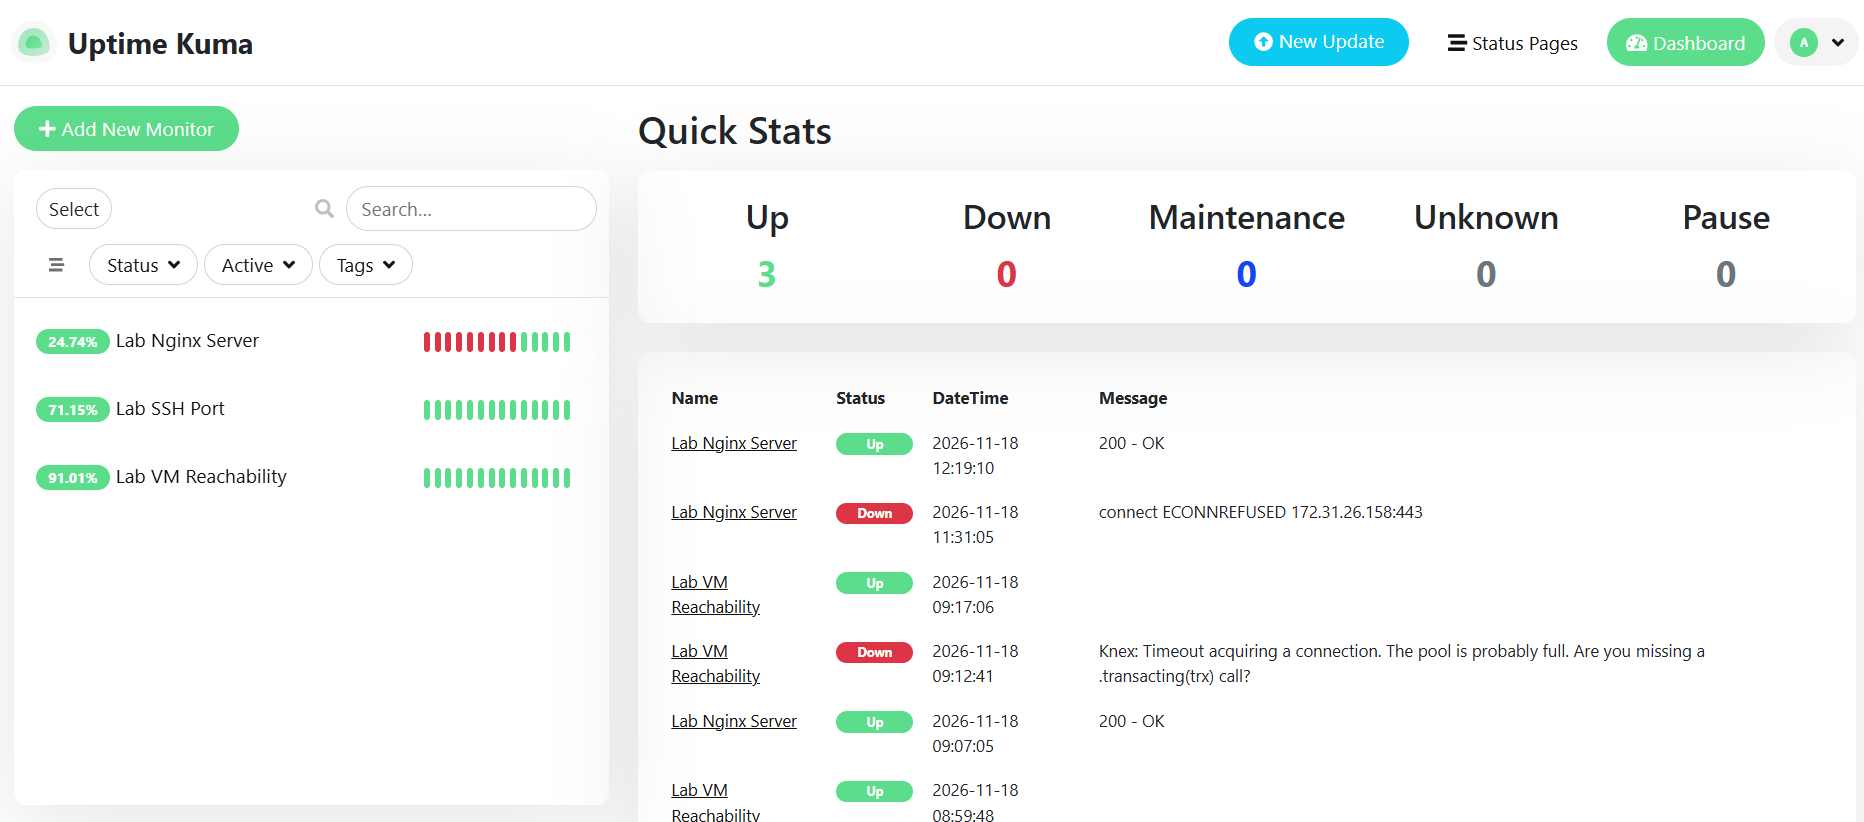 Uptime Kuma
New Update
Status Pages
Dashboard
A
Add New Monitor
Select
Search...
Status
Active
Tags
24.74% Lab Nginx Server
71.15% Lab SSH Port
91.01% Lab VM Reachability
Quick Stats
Up Down Maintenance Unknown Pause
3 0 0 0 0
Name Status DateTime Message
Lab Nginx Server Up 2026-11-18 200 - OK
12:19:10
Lab Nginx Server Down 2026-11-18 connect ECONNREFUSED 172.31.26.158:443
11:31:05
Lab VM Up 2026-11-18
Reachability 09:17:06
Lab VM Down 2026-11-18 Knex: Timeout acquiring a connection. The pool is probably full. Are you missing a
Reachability 09:12:41 .transacting(trx) call?
Lab Nginx Server Up 2026-11-18 200 - OK
09:07:05
Lab VM Up 2026-11-18
Reachability 08:59:48